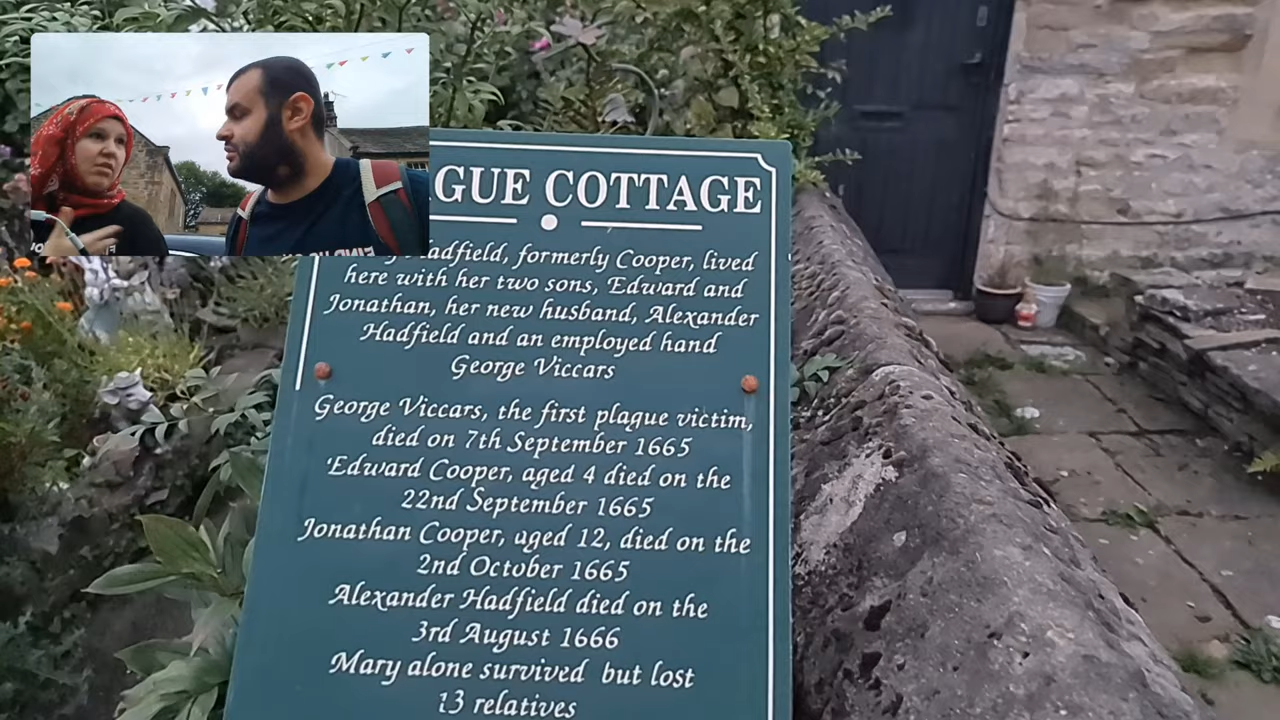 GUE COTTAGE
Hadfield, formerly Cooper, lived
here with her two sons, Edward and
Jonathan, her new husband, Alexander
Hadfield and an employed hand
George Viccars
George Viccars, the first plague victim,
died on 7th September 1665
'Edward Cooper, aged 4 died on the
22nd September 1665
Jonathan Cooper, aged 12, died on the
2nd October 1665
Alexander Hadfield died on the
3rd August 1666
Mary alone survived but lost
13 relatives